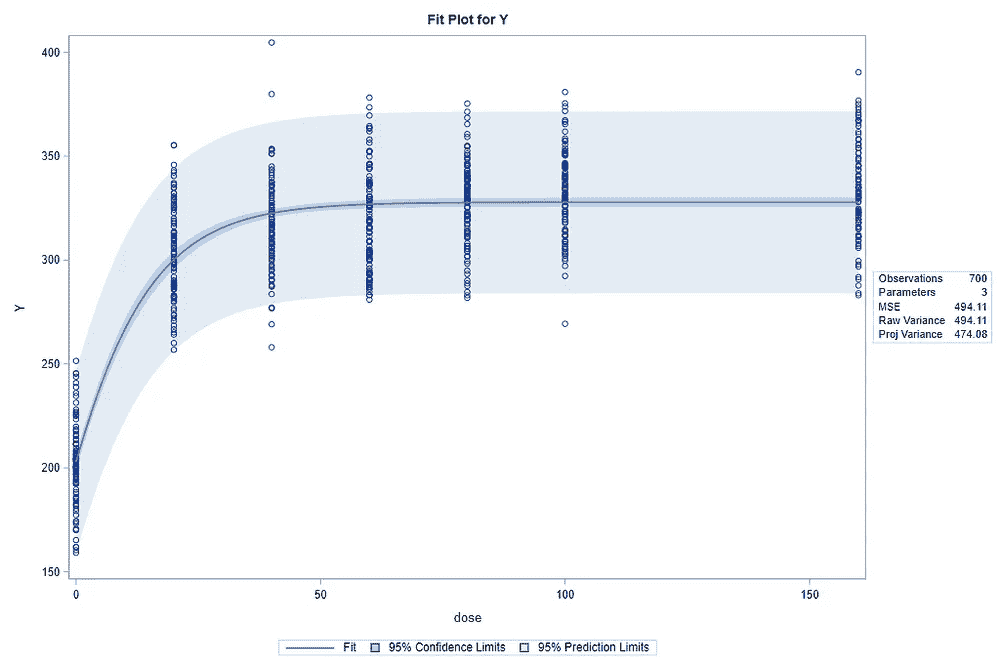 Fit Plot for Y
400
350
300
250
200
150
Y
0
50
100
150
dose
Observations 700
Parameters 3
MSE 494.11
Raw Variance 494.11
Proj Variance 474.08
Fit 95% Confidence Limits 95% Prediction Limits